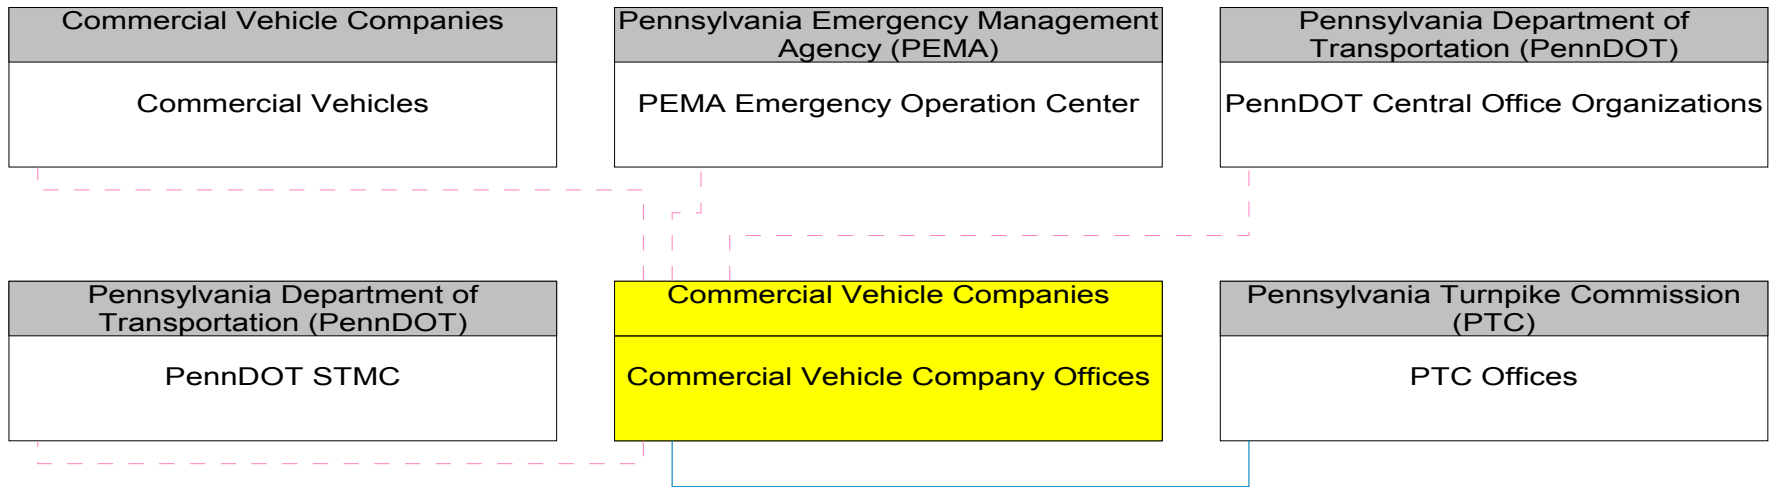 Commercial Vehicle Companies
Commercial Vehicles
Pennsylvania Emergency Management
Agency (PEMA)
PEMA Emergency Operation Center
Pennsylvania Department of
Transportation (PennDOT)
PennDOT Central Office Organizations
Pennsylvania Department of
Transportation (PennDOT)
PennDOT STMC
Commercial Vehicle Companies
Commercial Vehicle Company Offices
Pennsylvania Turnpike Commission
(PTC)
PTC Offices